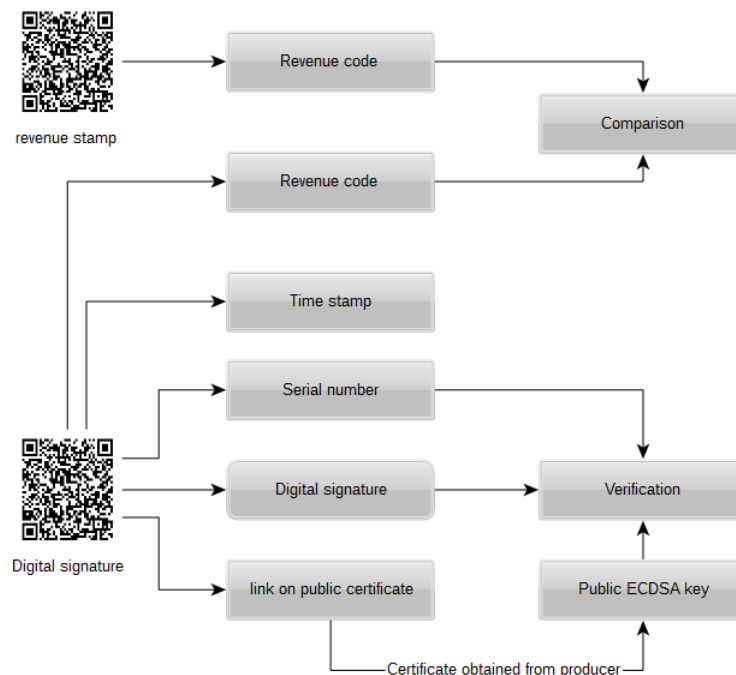 Revenue code
revenue stamp
Comparison
Revenue code
Time stamp
Serial number
Digital signature
Verification
Digital signature
link on public certificate
Public ECDSA key
Certificate obtained from producer